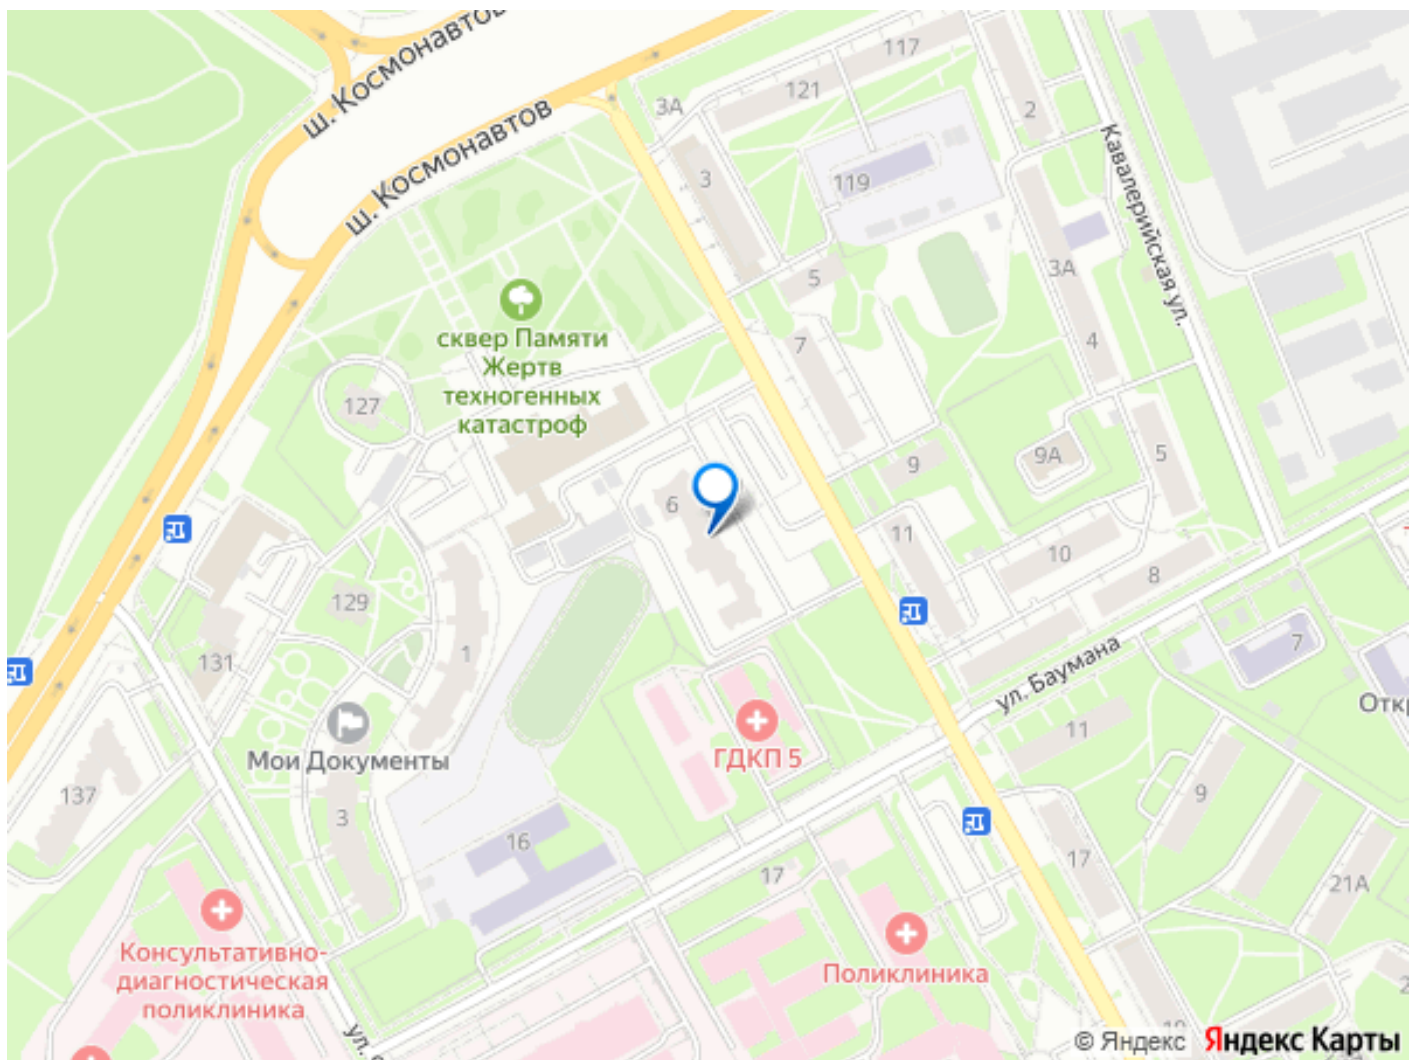 ш. Космонавтов
117
121
3А
2
Кавалерийская ул.
ш. Космонавтов
3
119
5
3А
сквер Памяти
Жертв
техногенных
катастроф
7
4
127
9
9А
5
6
11
10
8
129
1
131
7
ул. Баумана
Откр
11
ГДКП 5
Мои Документы
137
3
9
16
17
17
21А
Консультативно-
диагностическая
поликлиника
Поликлиника
© Яндекс
Яндекс Карты